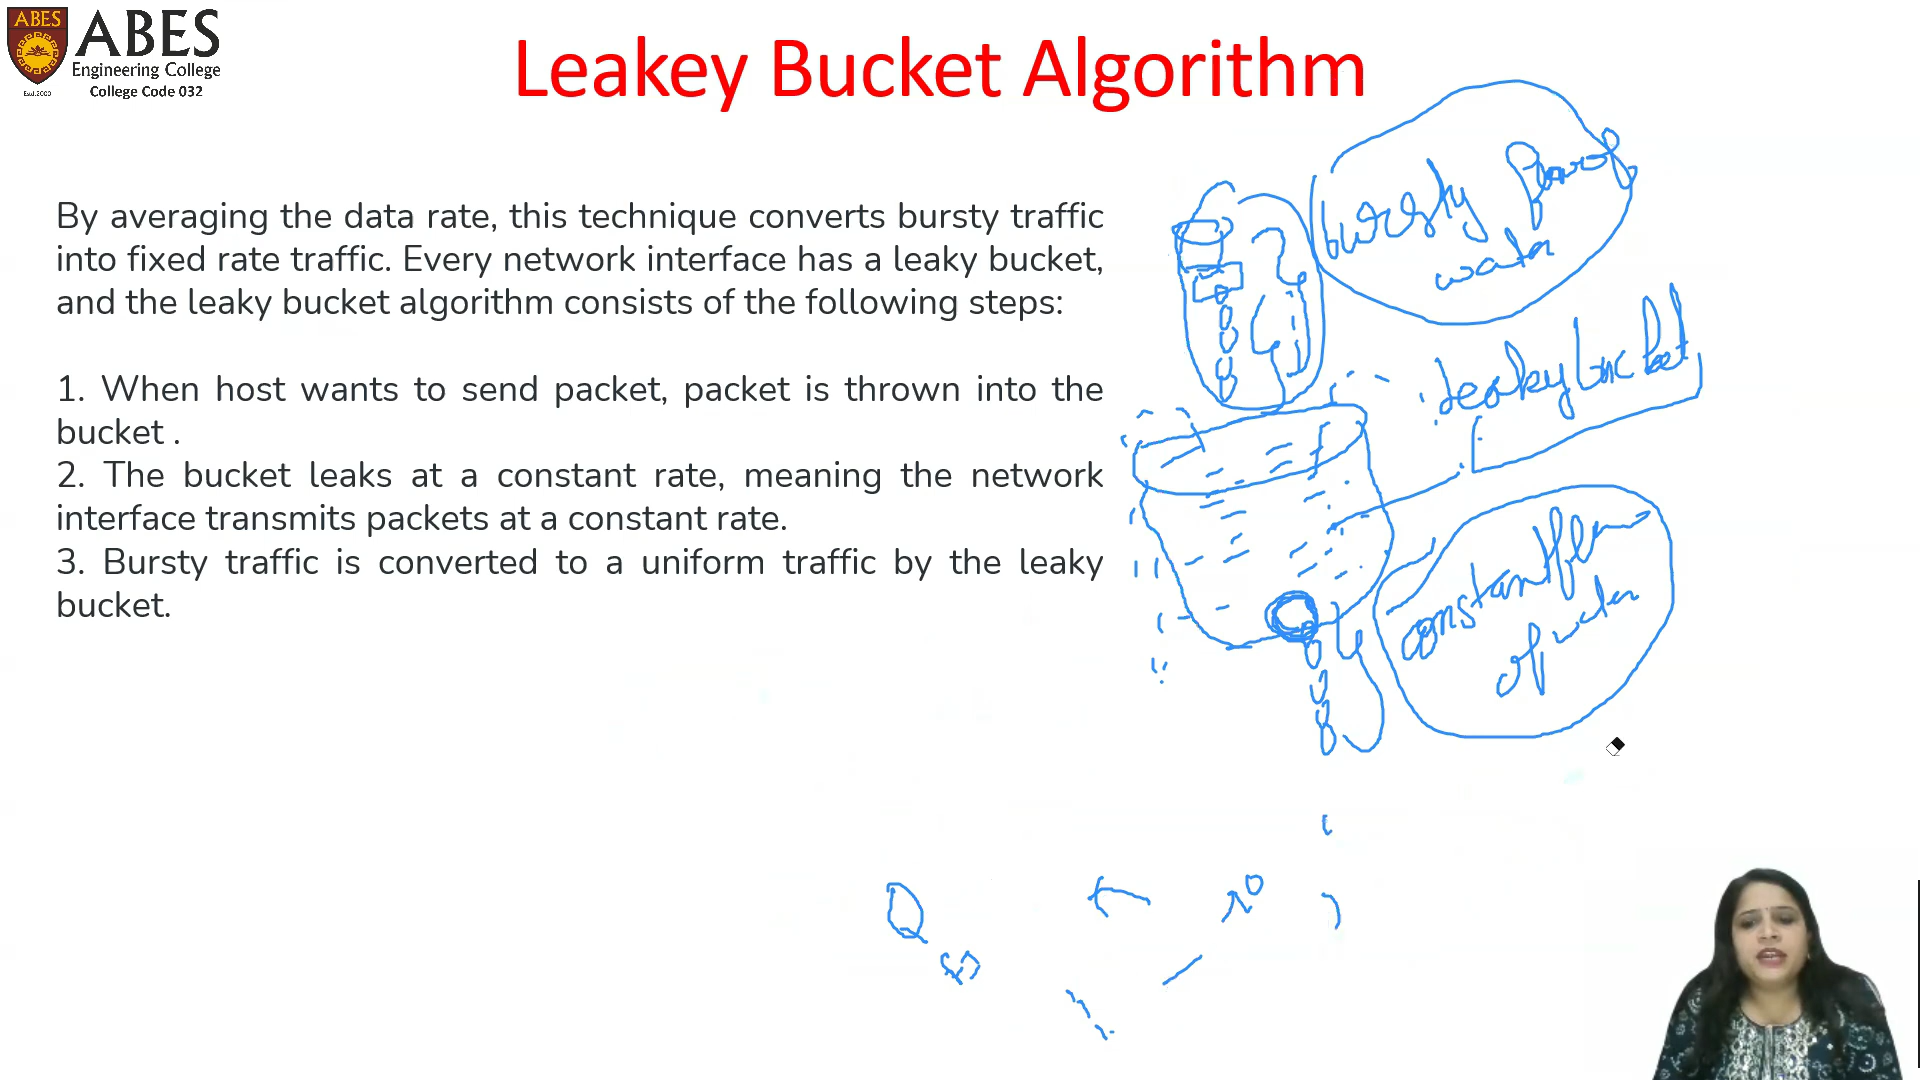 ABES
ABES
Engineering College
College Code 032
Estd.2000
Leakey Bucket Algorithm
By averaging the data rate, this technique converts bursty traffic
into fixed rate traffic. Every network interface has a leaky bucket,
and the leaky bucket algorithm consists of the following steps:
1. When host wants to send packet, packet is thrown into the
bucket .
2. The bucket leaks at a constant rate, meaning the network
interface transmits packets at a constant rate.
3. Bursty traffic is converted to a uniform traffic by the leaky
bucket.
bursty flow of
water
leaky bucket
constant flow
of water